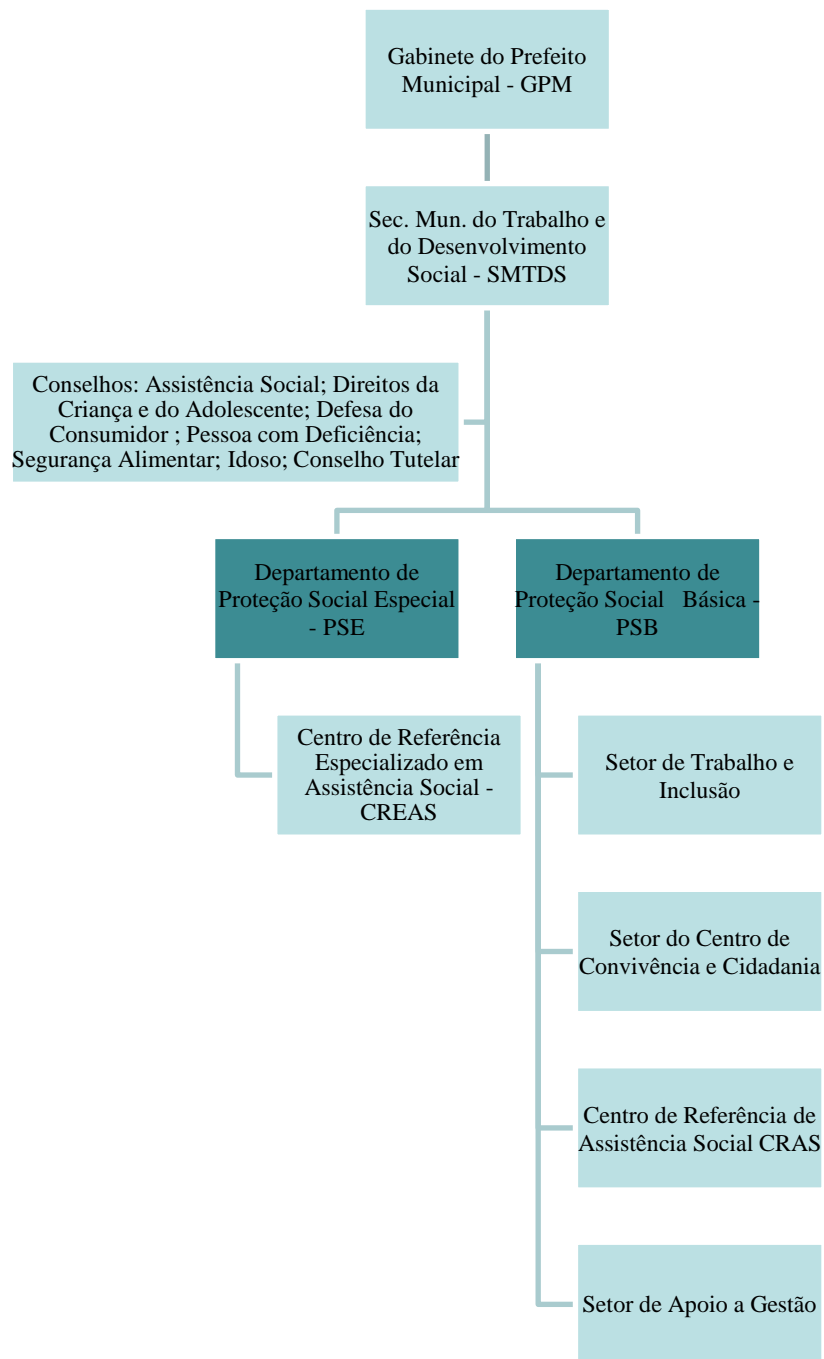 Gabinete do Prefeito
Municipal - GPM
Sec. Mun. do Trabalho e
do Desenvolvimento
Social - SMTDS
Conselhos: Assistência Social; Direitos da
Criança e do Adolescente; Defesa do
Consumidor ; Pessoa com Deficiência;
Segurança Alimentar; Idoso; Conselho Tutelar
Departamento de
Proteção Social Especial
- PSE
Departamento de
Proteção Social Básica -
PSB
Centro de Referência
Especializado em
Assistência Social -
CREAS
Setor de Trabalho e
Inclusão
Setor do Centro de
Convivência e Cidadania
Centro de Referência de
Assistência Social CRAS
Setor de Apoio a Gestão